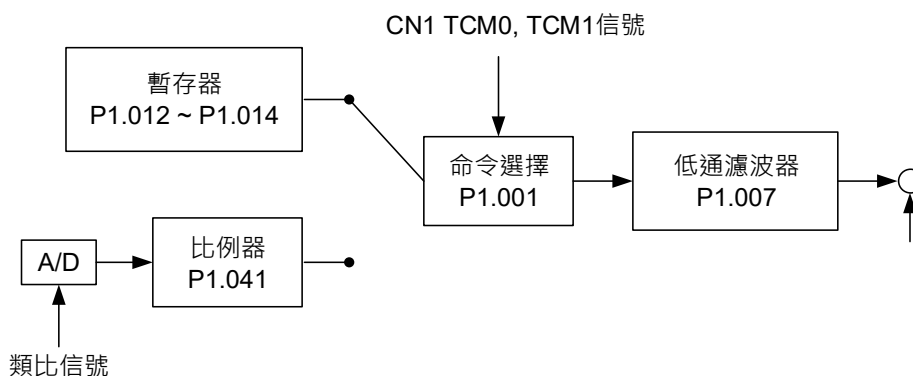 CN1 TCM0, TCM1信號
暫存器
P1.012 ~ P1.014
命令選擇
P1.001
低通濾波器
P1.007
A/D
比例器
P1.041
類比信號